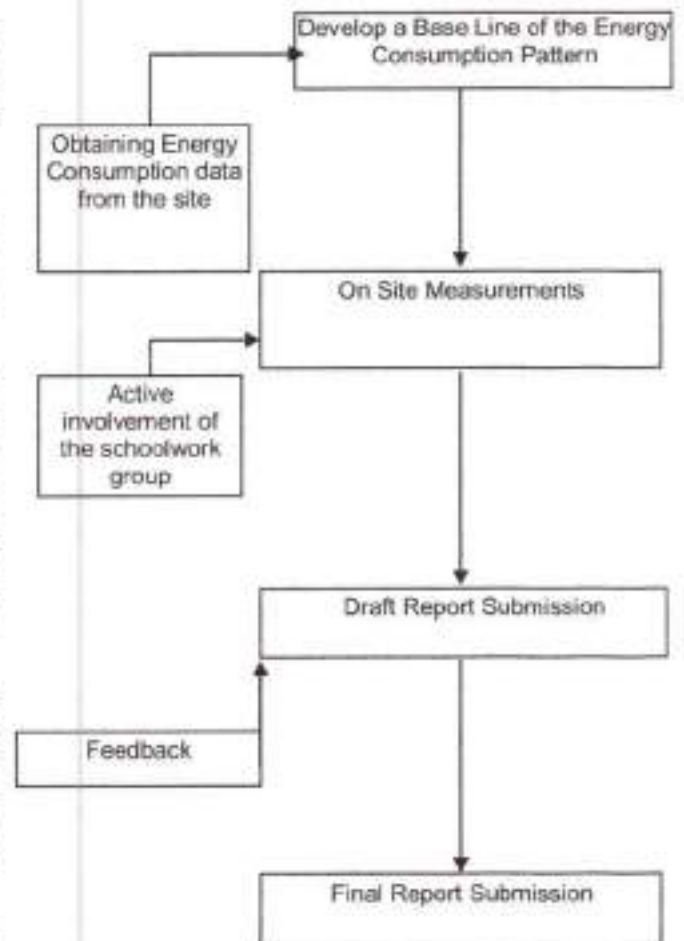 Develop a Base Line of the Energy
Consumption Pattern
Obtaining Energy
Consumption data
from the site
On Site Measurements
Active
involvement of
the schoolwork
group
Draft Report Submission
Feedback
Final Report Submission